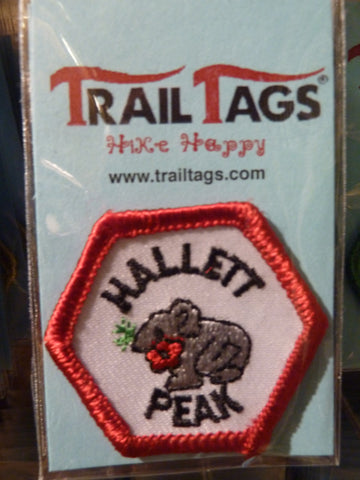 TRAIL TAGS®
Hike Happy
www.trailtags.com
HALLETT
PEAK